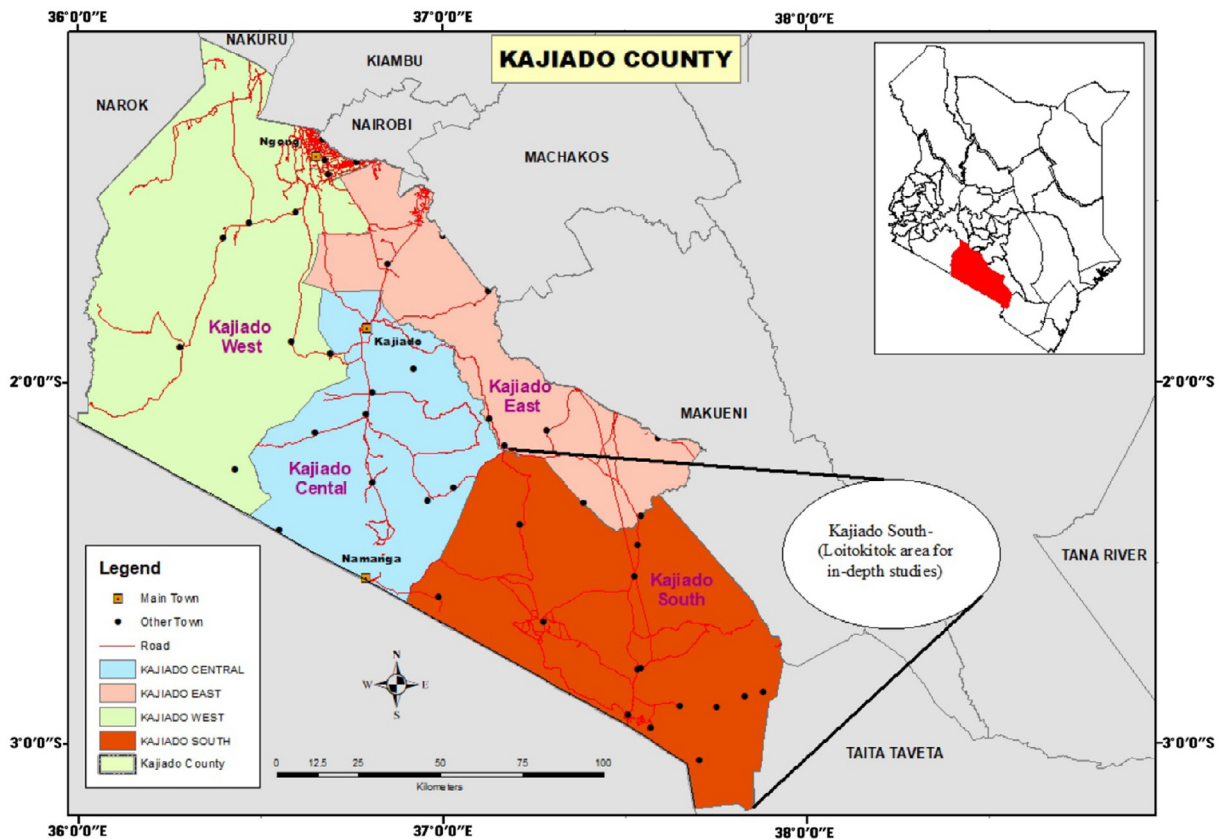 36°0'0"E
37°0'0"E
38°0'0"E
KAJIADO COUNTY
NAKURU
KIAMBU
NAROK
NAIROBI
Ngong
MACHAKOS
Kajiado
West
Kajiado
2°0'0"S
2°0'0"S
Kajiado
East
MAKUENI
Kajiado
Cental
Kajiado South-
(Loitokitok area for
in-depth studies)
TANA RIVER
Namanga
Kajiado
South
Legend
Main Town
Other Town
Road
KAJIADO CENTRAL
KAJIADO EAST
KAJIADO WEST
KAJIADO SOUTH
Kajiado County
N
W E
S
3°0'0"S
3°0'0"S
TAITA TAVETA
0 12.5 25 50 75 100
Kilometers
36°0'0"E
37°0'0"E
38°0'0"E